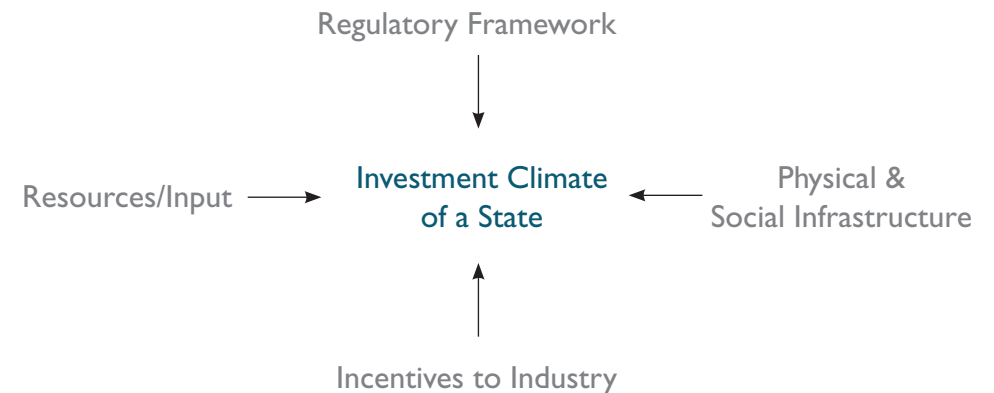 Regulatory Framework
Resources/Input
Investment Climate
of a State
Physical &
Social Infrastructure
Incentives to Industry